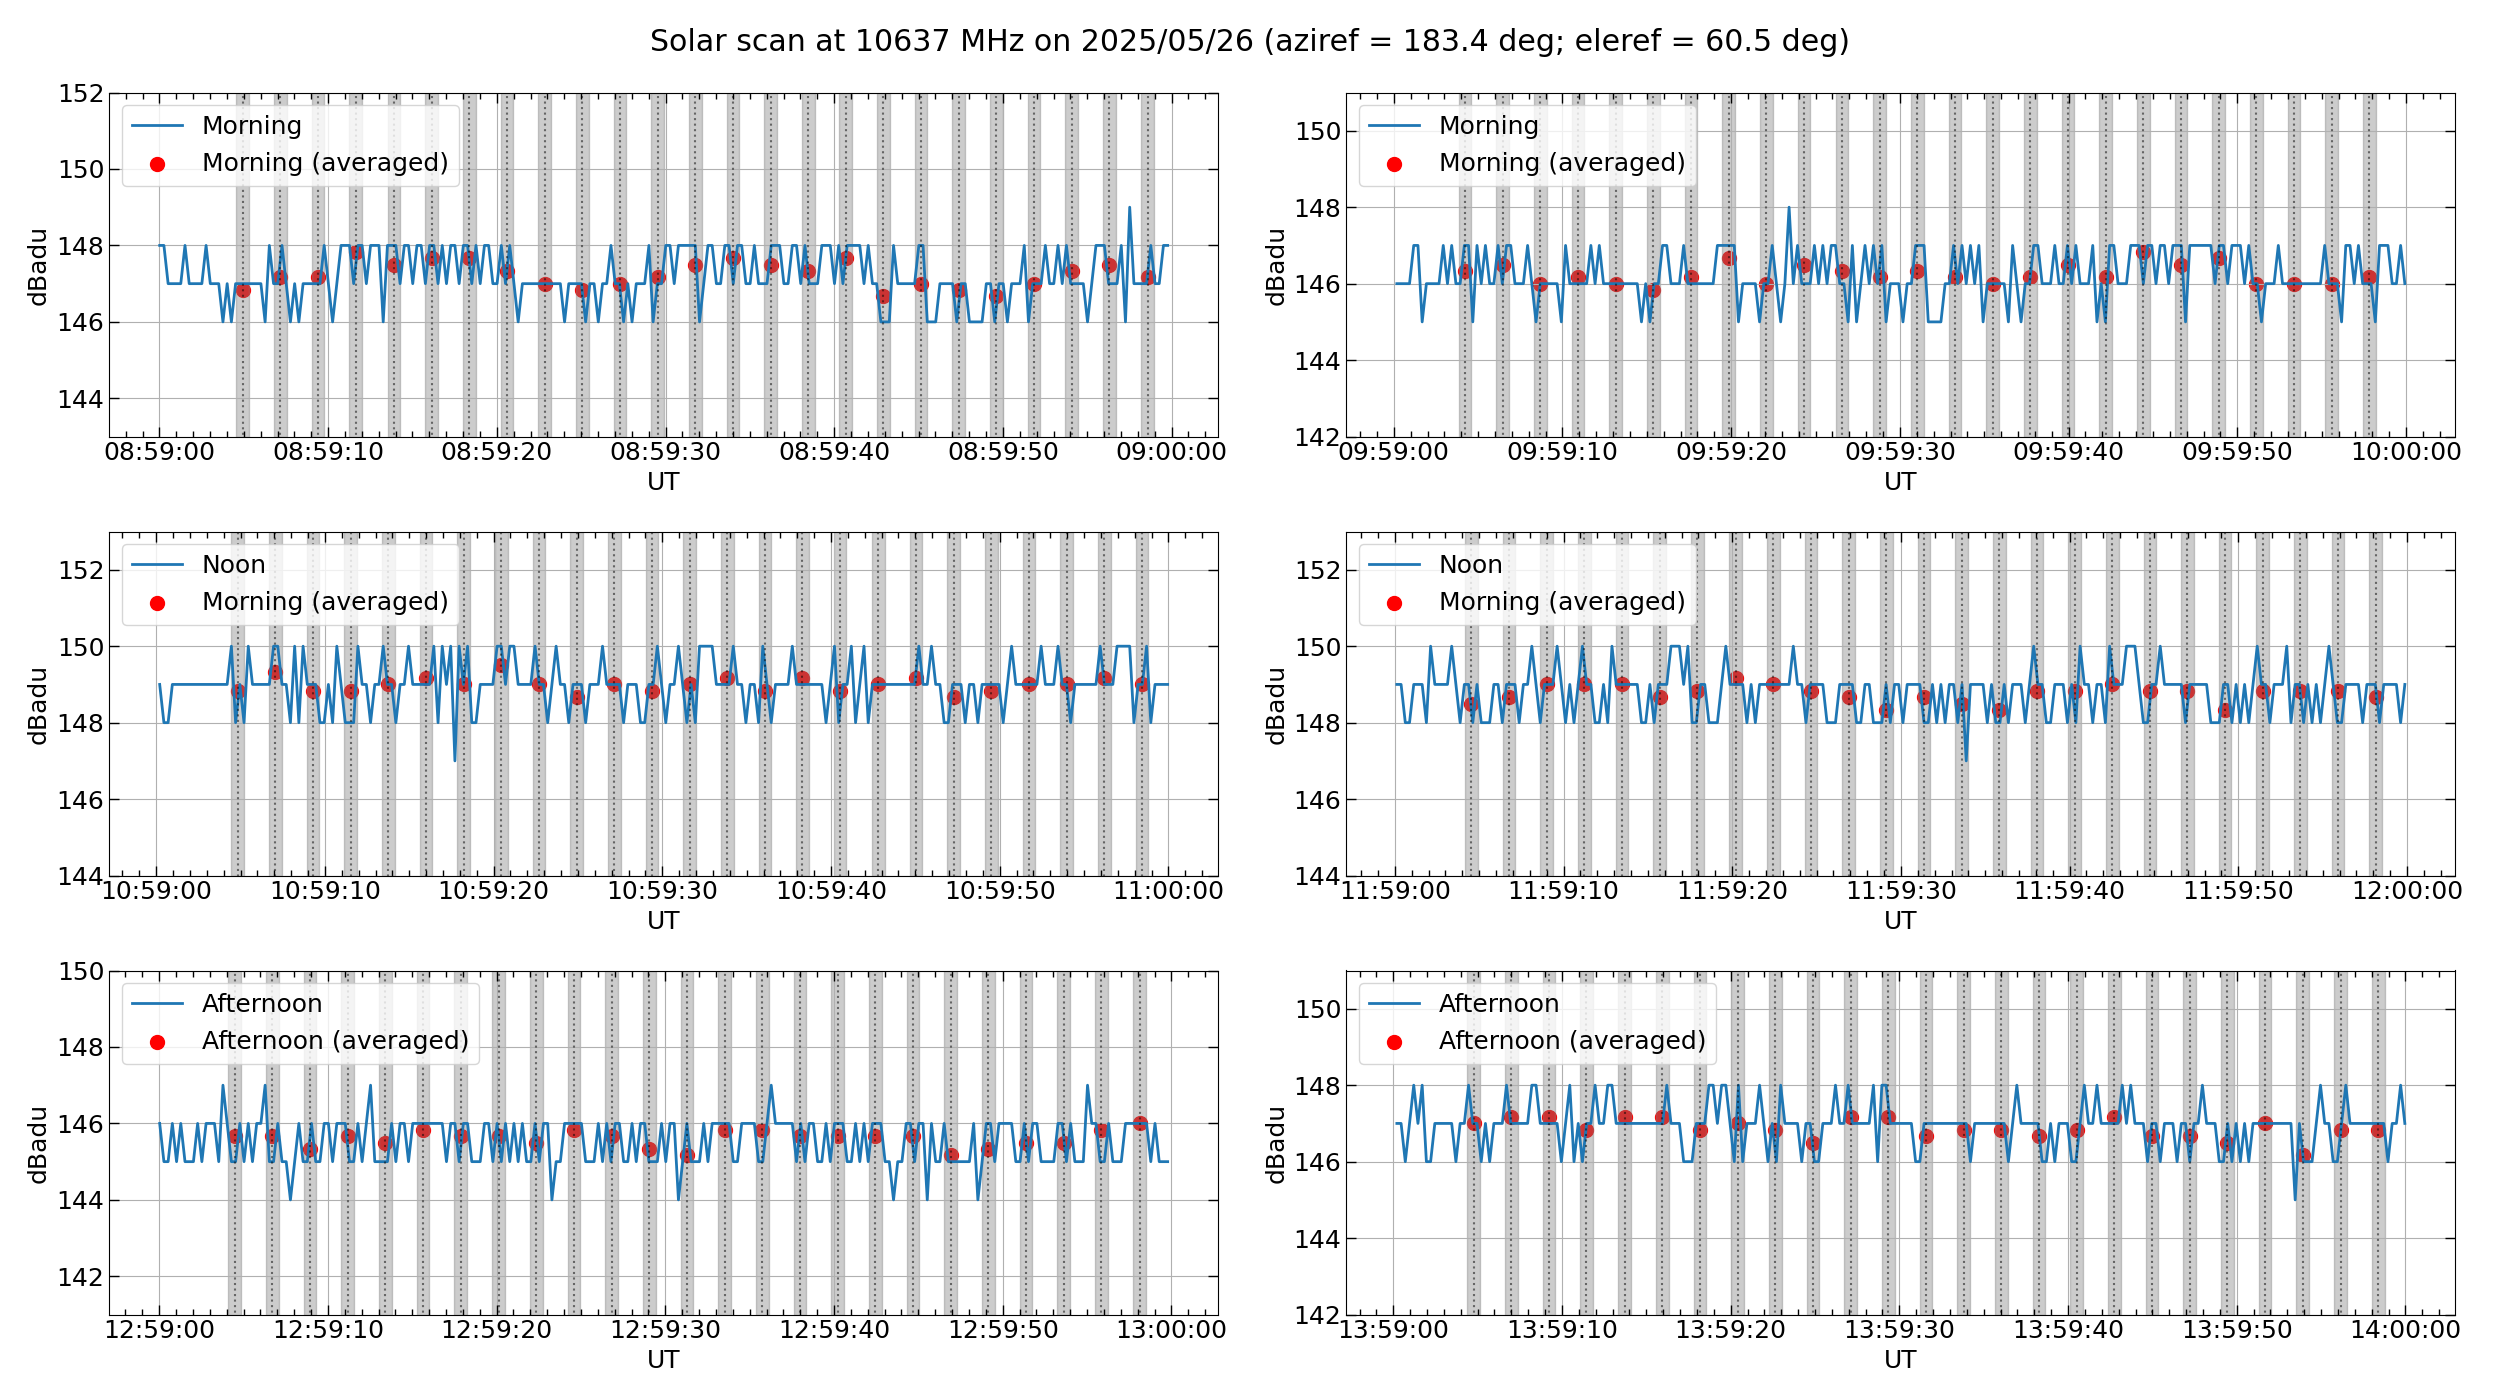 Solar scan at 10637 MHz on 2025/05/26 (aziref = 183.4 deg; eleref = 60.5 deg)
152
150
148
146
144
dBadu
Morning
Morning (averaged)
08:59:00 08:59:10 08:59:20 08:59:30 08:59:40 08:59:50 09:00:00
UT
150
148
146
144
142
dBadu
Morning
Morning (averaged)
09:59:00 09:59:10 09:59:20 09:59:30 09:59:40 09:59:50 10:00:00
UT
152
150
148
146
144
dBadu
Noon
Morning (averaged)
10:59:00 10:59:10 10:59:20 10:59:30 10:59:40 10:59:50 11:00:00
UT
152
150
148
146
144
dBadu
Noon
Morning (averaged)
11:59:00 11:59:10 11:59:20 11:59:30 11:59:40 11:59:50 12:00:00
UT
150
148
146
144
142
dBadu
Afternoon
Afternoon (averaged)
12:59:00 12:59:10 12:59:20 12:59:30 12:59:40 12:59:50 13:00:00
UT
150
148
146
144
142
dBadu
Afternoon
Afternoon (averaged)
13:59:00 13:59:10 13:59:20 13:59:30 13:59:40 13:59:50 14:00:00
UT